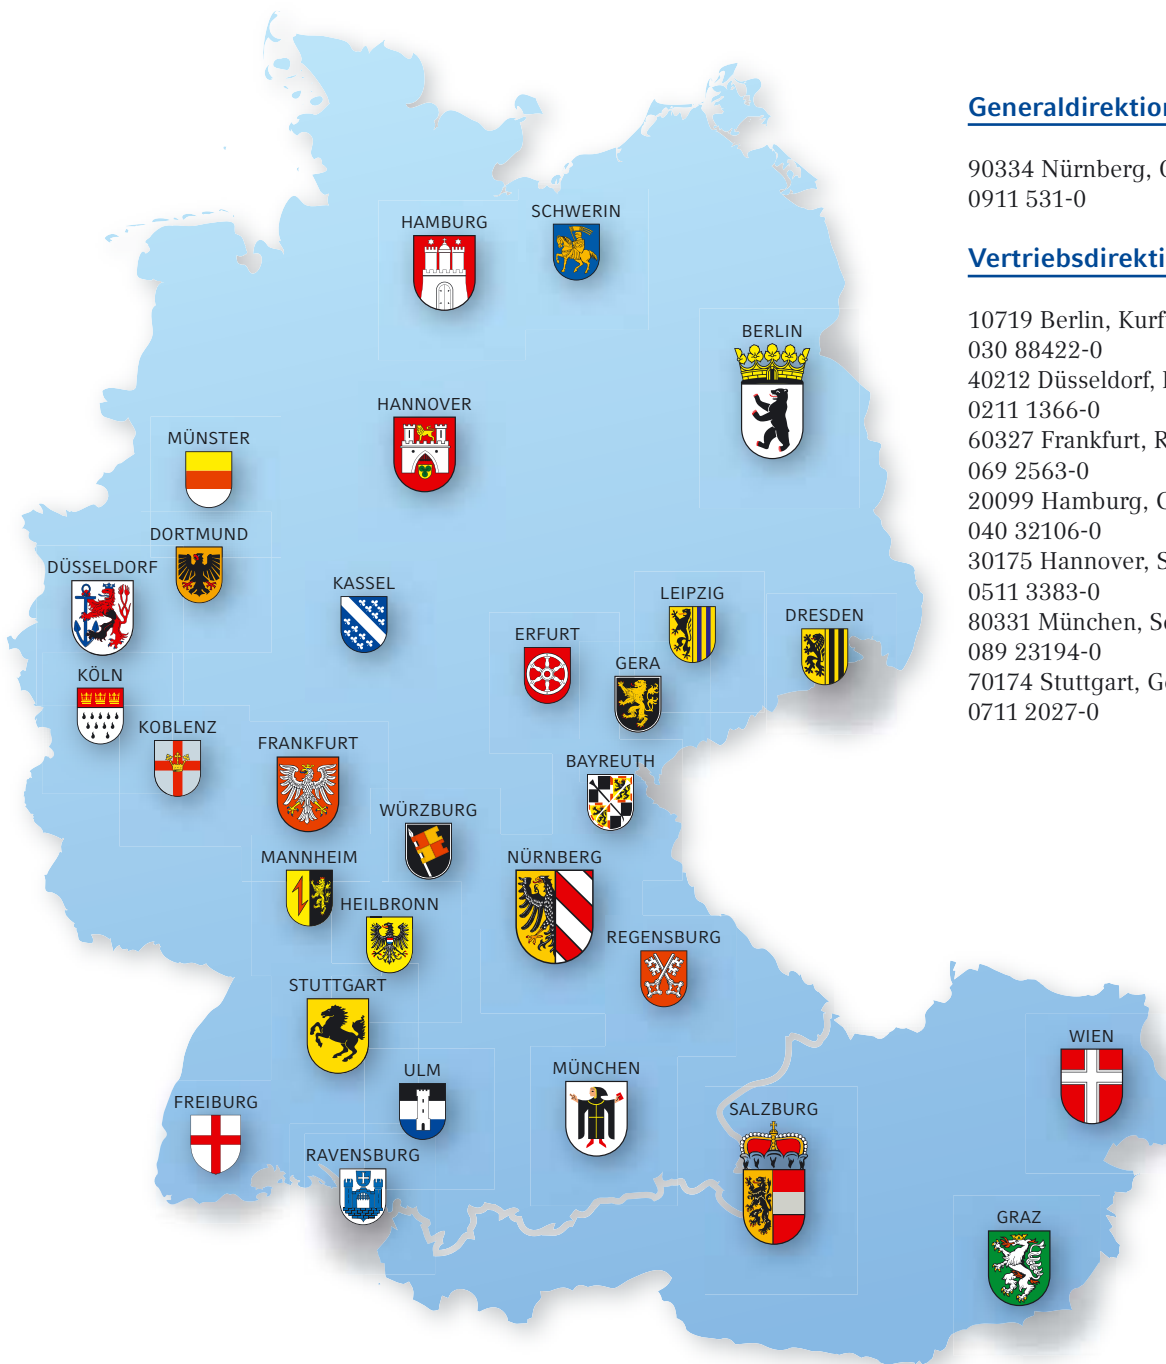 HAMBURG
SCHWERIN
BERLIN
HANNOVER
MÜNSTER
DORTMUND
DÜSSELDORF
KASSEL
LEIPZIG
DRESDEN
ERFURT
GERA
KÖLN
KOBLENZ
FRANKFURT
BAYREUTH
WÜRZBURG
MANNHEIM
NÜRNBERG
HEILBRONN
REGENSBURG
STUTTGART
WIEN
ULM
MÜNCHEN
FREIBURG
SALZBURG
RAVENSBURG
GRAZ
Generaldirektion
90334 Nürnberg,
0911 531-0
Vertriebsdirekti
10719 Berlin, Kurf
030 88422-0
40212 Düsseldorf,
0211 1366-0
60327 Frankfurt, R
069 2563-0
20099 Hamburg,
040 32106-0
30175 Hannover, S
0511 3383-0
80331 München, Sc
089 23194-0
70174 Stuttgart, Ge
0711 2027-0